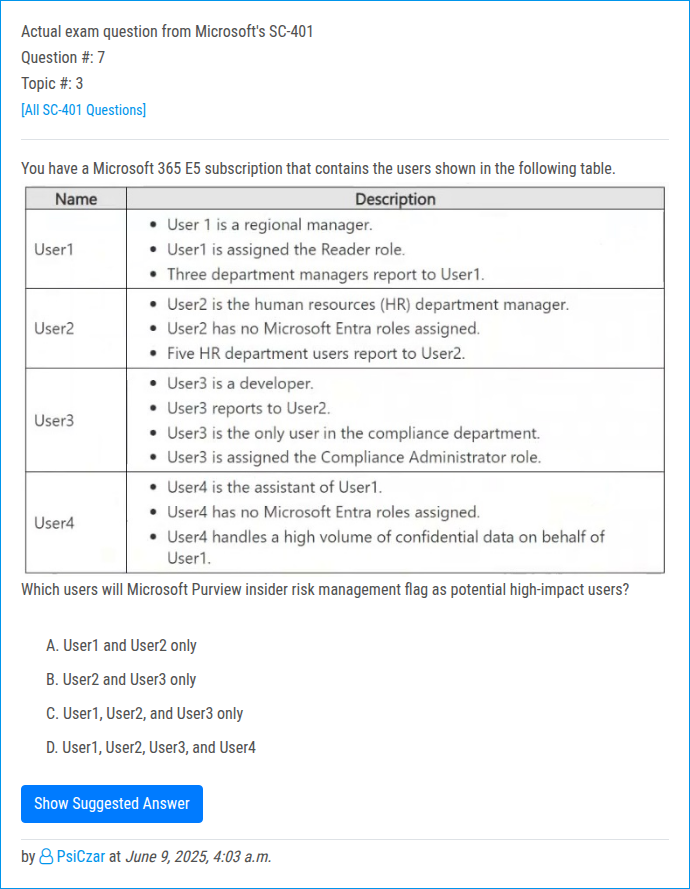 Actual exam question from Microsoft's SC-401
Question #: 7
Topic #: 3
[All SC-401 Questions]
You have a Microsoft 365 E5 subscription that contains the users shown in the following table.
Name Description
User1
• User 1 is a regional manager.
• User1 is assigned the Reader role.
• Three department managers report to User1.
User2
• User2 is the human resources (HR) department manager.
• User2 has no Microsoft Entra roles assigned.
• Five HR department users report to User2.
User3
• User3 is a developer.
• User3 reports to User2.
• User3 is the only user in the compliance department.
• User3 is assigned the Compliance Administrator role.
User4
• User4 is the assistant of User1.
• User4 has no Microsoft Entra roles assigned.
• User4 handles a high volume of confidential data on behalf of
User1.
Which users will Microsoft Purview insider risk management flag as potential high-impact users?
A. User1 and User2 only
B. User2 and User3 only
C. User1, User2, and User3 only
D. User1, User2, User3, and User4
Show Suggested Answer
by PsiCzar at June 9, 2025, 4:03 a.m.